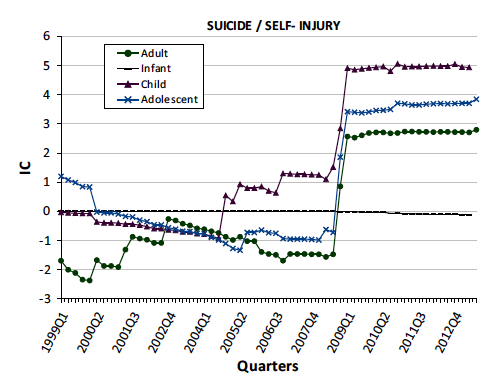 SUICIDE / SELF- INJURY
6
5
4
3
2
1
0
-1
-2
-3
IC
Adult
Infant
Child
Adolescent
1999Q1
2000Q2
2001Q3
2002Q4
2004Q1
2005Q2
2006Q3
2007Q4
2009Q1
2010Q2
2011Q3
2012Q4
Quarters